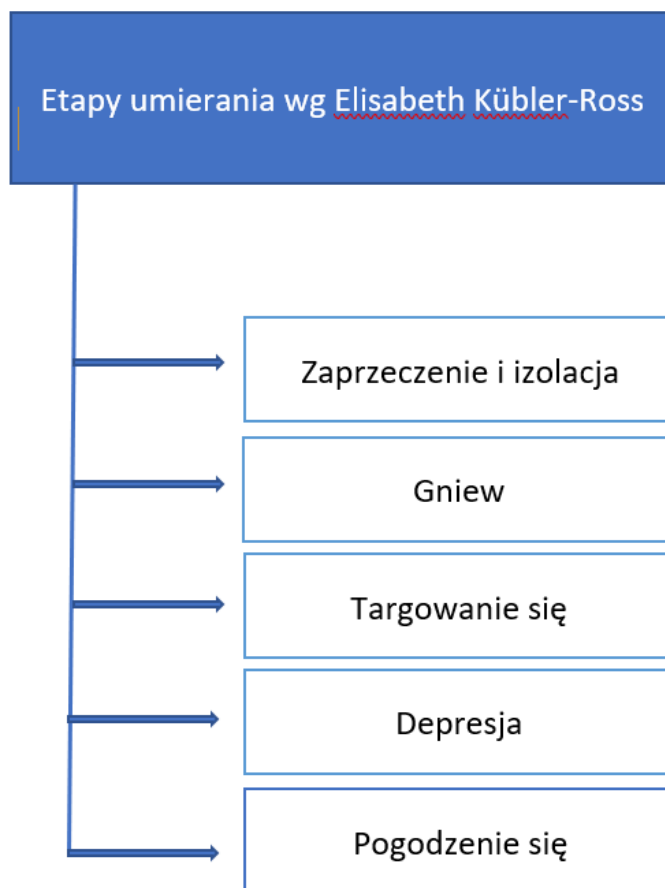 Etapy umierania wg Elisabeth Kübler-Ross
Zaprzeczenie i izolacja
Gniew
Targowanie się
Depresja
Pogodzenie się